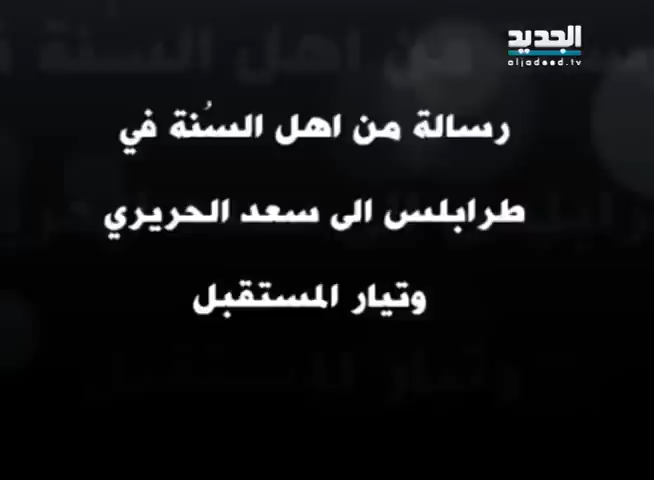 الجديد
aljadeed.tv
رسالة من اهل السُنة في
طرابلس الى سعد الحريري
وتيار المستقبل